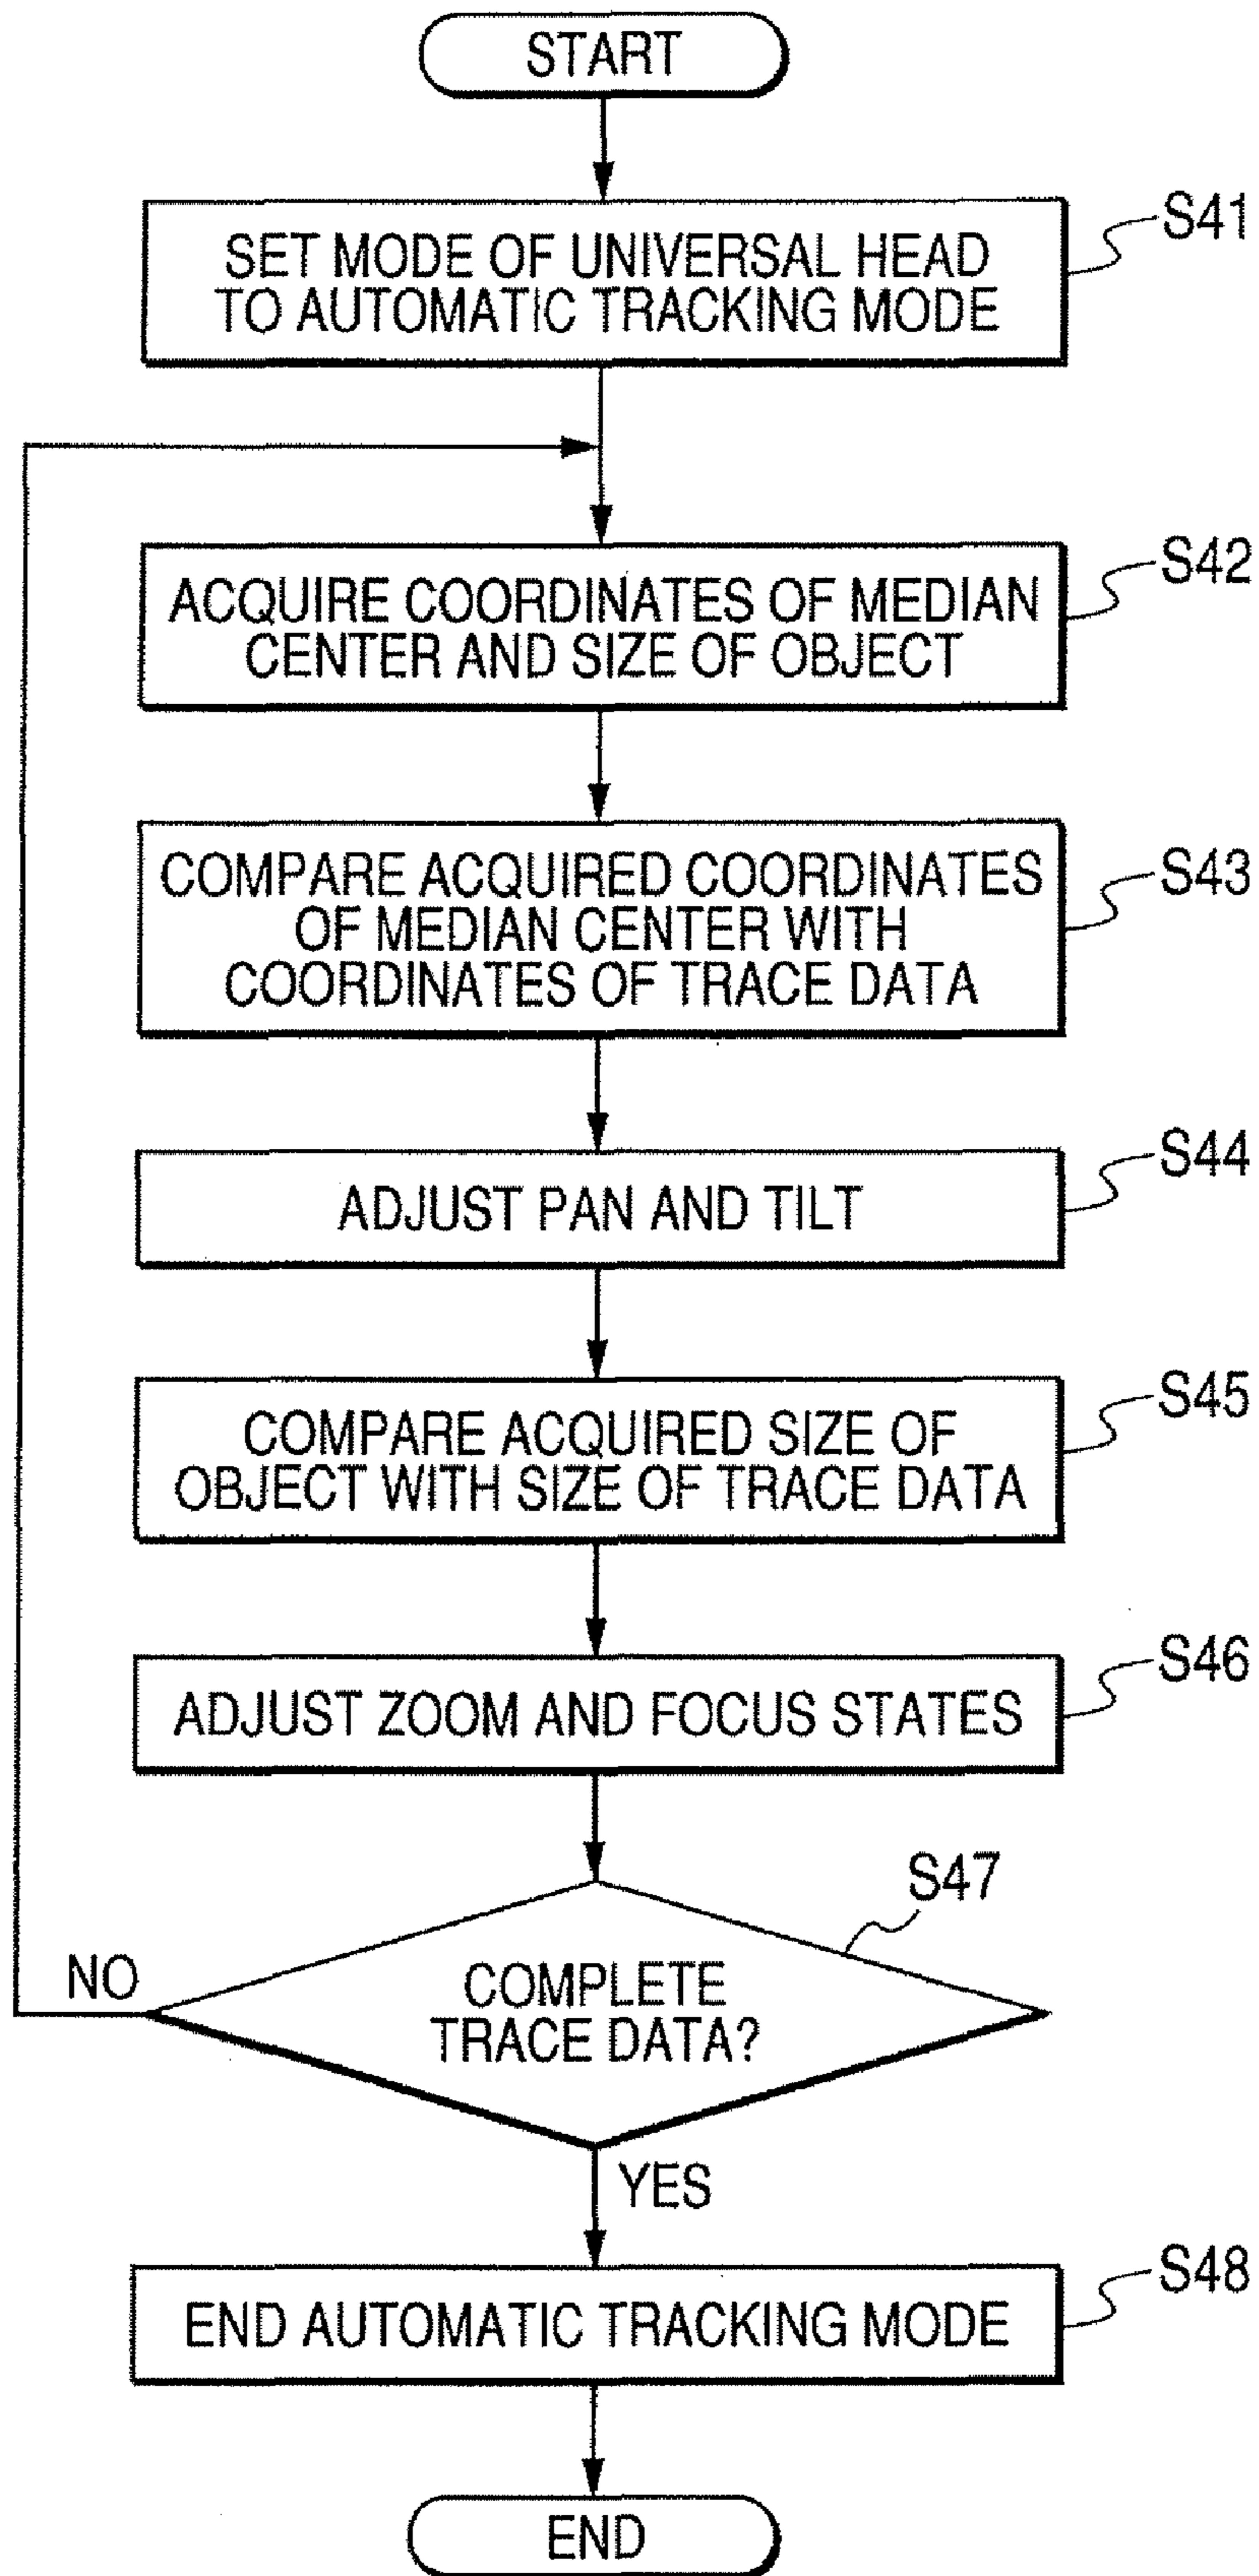 START
S41
SET MODE OF UNIVERSAL HEAD
TO AUTOMATIC TRACKING MODE
S42
ACQUIRE COORDINATES OF MEDIAN
CENTER AND SIZE OF OBJECT
S43
COMPARE ACQUIRED COORDINATES
OF MEDIAN CENTER WITH
COORDINATES OF TRACE DATA
S44
ADJUST PAN AND TILT
S45
COMPARE ACQUIRED SIZE OF
OBJECT WITH SIZE OF TRACE DATA
S46
ADJUST ZOOM AND FOCUS STATES
S47
NO
COMPLETE
TRACE DATA?
YES
S48
END AUTOMATIC TRACKING MODE
END